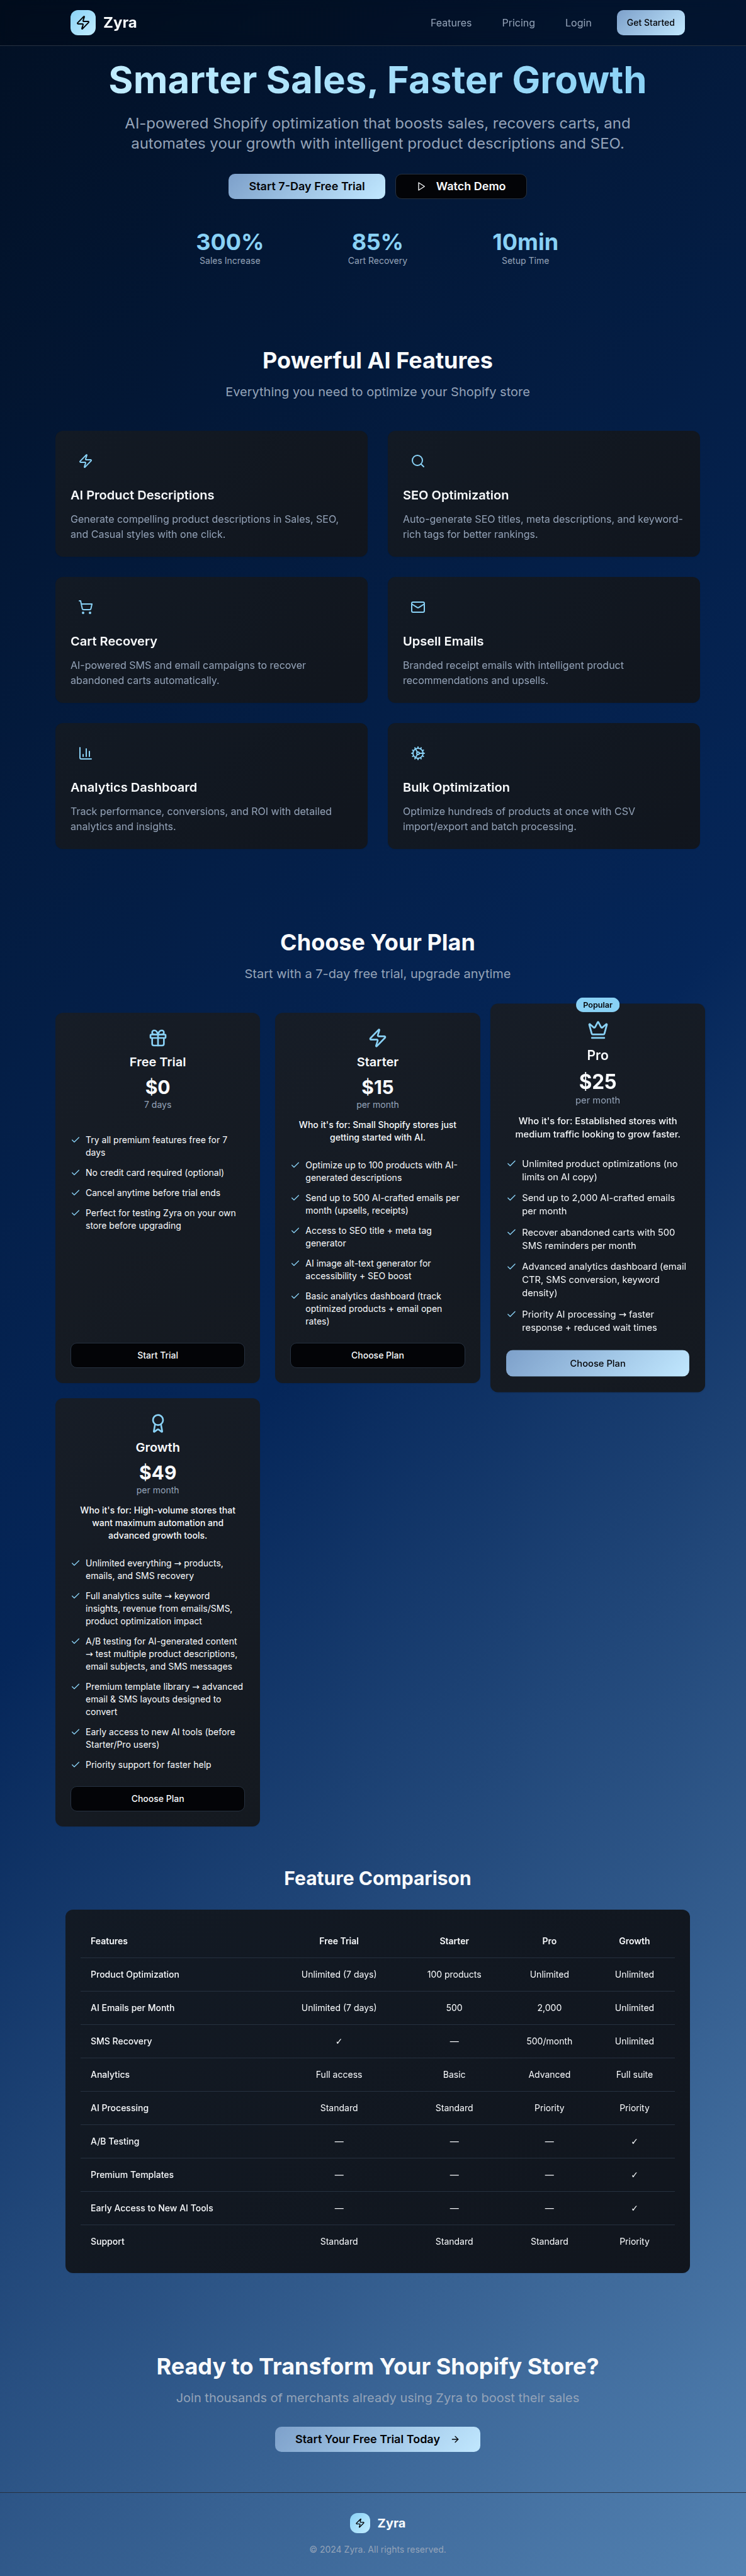 Zyra
Features
Pricing
Login
Get Started
Smarter Sales, Faster Growth
AI-powered Shopify optimization that boosts sales, recovers carts, and
automates your growth with intelligent product descriptions and SEO.
Start 7-Day Free Trial
Watch Demo
300%
Sales Increase
85%
Cart Recovery
10min
Setup Time
Powerful AI Features
Everything you need to optimize your Shopify store
AI Product Descriptions
Generate compelling product descriptions in Sales, SEO,
and Casual styles with one click.
SEO Optimization
Auto-generate SEO titles, meta descriptions, and keyword-
rich tags for better rankings.
Cart Recovery
AI-powered SMS and email campaigns to recover
abandoned carts automatically.
Upsell Emails
Branded receipt emails with intelligent product
recommendations and upsells.
Analytics Dashboard
Track performance, conversions, and ROI with detailed
analytics and insights.
Bulk Optimization
Optimize hundreds of products at once with CSV
import/export and batch processing.
Choose Your Plan
Start with a 7-day free trial, upgrade anytime
Free Trial
$0
7 days
Try all premium features free for 7
days
No credit card required (optional)
Cancel anytime before trial ends
Perfect for testing Zyra on your own
store before upgrading
Start Trial
Starter
$15
per month
Who it's for: Small Shopify stores just
getting started with AI.
Optimize up to 100 products with AI-
generated descriptions
Send up to 500 AI-crafted emails per
month (upsells, receipts)
Access to SEO title + meta tag
generator
AI image alt-text generator for
accessibility + SEO boost
Basic analytics dashboard (track
optimized products + email open
rates)
Choose Plan
Popular
Pro
$25
per month
Who it's for: Established stores with
medium traffic looking to grow faster.
Unlimited product optimizations (no
limits on AI copy)
Send up to 2,000 AI-crafted emails
per month
Recover abandoned carts with 500
SMS reminders per month
Advanced analytics dashboard (email
CTR, SMS conversion, keyword
density)
Priority AI processing → faster
response + reduced wait times
Choose Plan
Growth
$49
per month
Who it's for: High-volume stores that
want maximum automation and
advanced growth tools.
Unlimited everything → products,
emails, and SMS recovery
Full analytics suite → keyword
insights, revenue from emails/SMS,
product optimization impact
A/B testing for AI-generated content
→ test multiple product descriptions,
email subjects, and SMS messages
Premium template library → advanced
email & SMS layouts designed to
convert
Early access to new AI tools (before
Starter/Pro users)
Priority support for faster help
Choose Plan
Feature Comparison
Features Free Trial Starter Pro Growth
Product Optimization Unlimited (7 days) 100 products Unlimited Unlimited
AI Emails per Month Unlimited (7 days) 500 2,000 Unlimited
SMS Recovery ✓ — 500/month Unlimited
Analytics Full access Basic Advanced Full suite
AI Processing Standard Standard Priority Priority
A/B Testing — — — ✓
Premium Templates — — — ✓
Early Access to New AI Tools — — — ✓
Support Standard Standard Standard Priority
Ready to Transform Your Shopify Store?
Join thousands of merchants already using Zyra to boost their sales
Start Your Free Trial Today →
Zyra
© 2024 Zyra. All rights reserved.